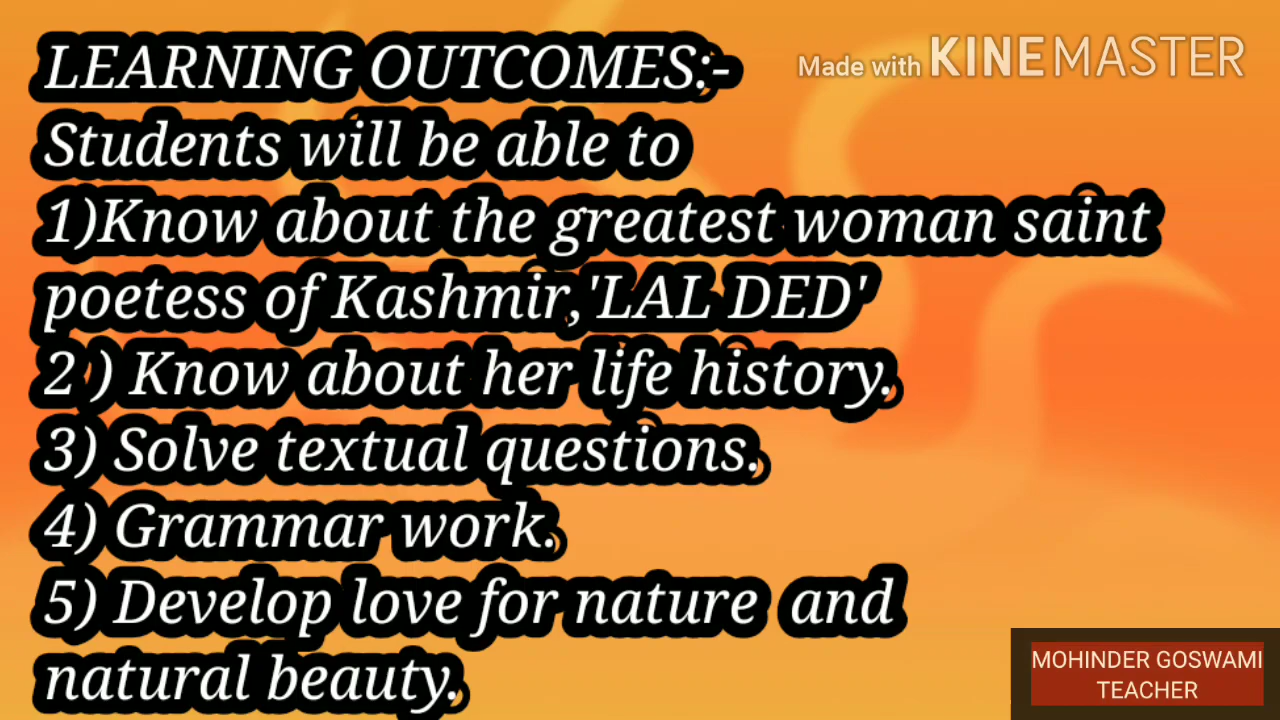 LEARNING OUTCOMES:-
Made with KINEMASTER
Students will be able to
1)Know about the greatest woman saint
poetess of Kashmir,'LAL DED'
2 ) Know about her life history.
3) Solve textual questions.
4) Grammar work.
5) Develop love for nature and
natural beauty.
MOHINDER GOSWAMI
TEACHER